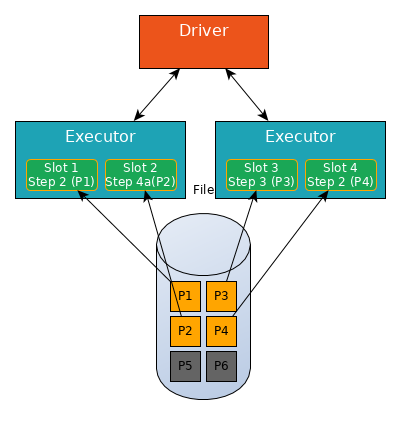 Driver
Executor
Executor
Slot 1
Step 2 (P1)
Slot 2
Step 4a(P2)
Slot 3
Step 3 (P3)
Slot 4
Step 2 (P4)
File
P1
P3
P2
P4
P5
P6